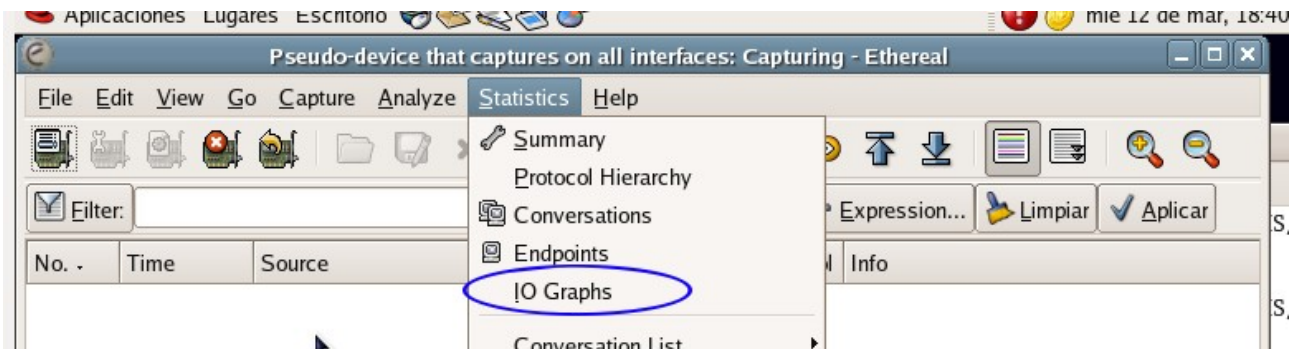 Aplicaciones Lugares Escritorio mié 12 de mar, 18:40
Pseudo-device that captures on all interfaces: Capturing - Ethereal
File Edit View Go Capture Analyze Statistics Help
Summary
Protocol Hierarchy
Filter: Conversations Expression... Limpiar Aplicar
Endpoints
No. Time Source Info
IO Graphs
Conversation List